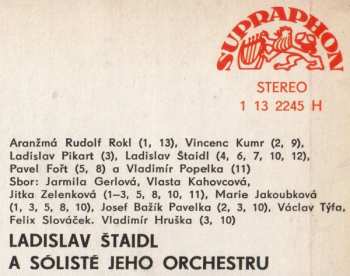 SUPRAPHON
STEREO
1 13 2245 H
Aranžmá Rudolf Rokl (1, 13), Vincenc Kumr (2, 9),
Ladislav Pikart (3), Ladislav Štaidl (4, 6, 7, 10, 12),
Pavel Fořt (5, 8) a Vladimír Popelka (11)
Sbor: Jarmila Gerlová, Vlasta Kahovcová,
Jitka Zelenková (1–3, 5, 8, 10, 11), Marie Jakoubková
(1, 3, 5, 8, 10), Josef Bažík Pavelka (2, 3, 10), Václav Týfa,
Felix Slováček. Vladimír Hruška (3, 10)
LADISLAV ŠTAIDL
A SÓLISTÉ JEHO ORCHESTRU